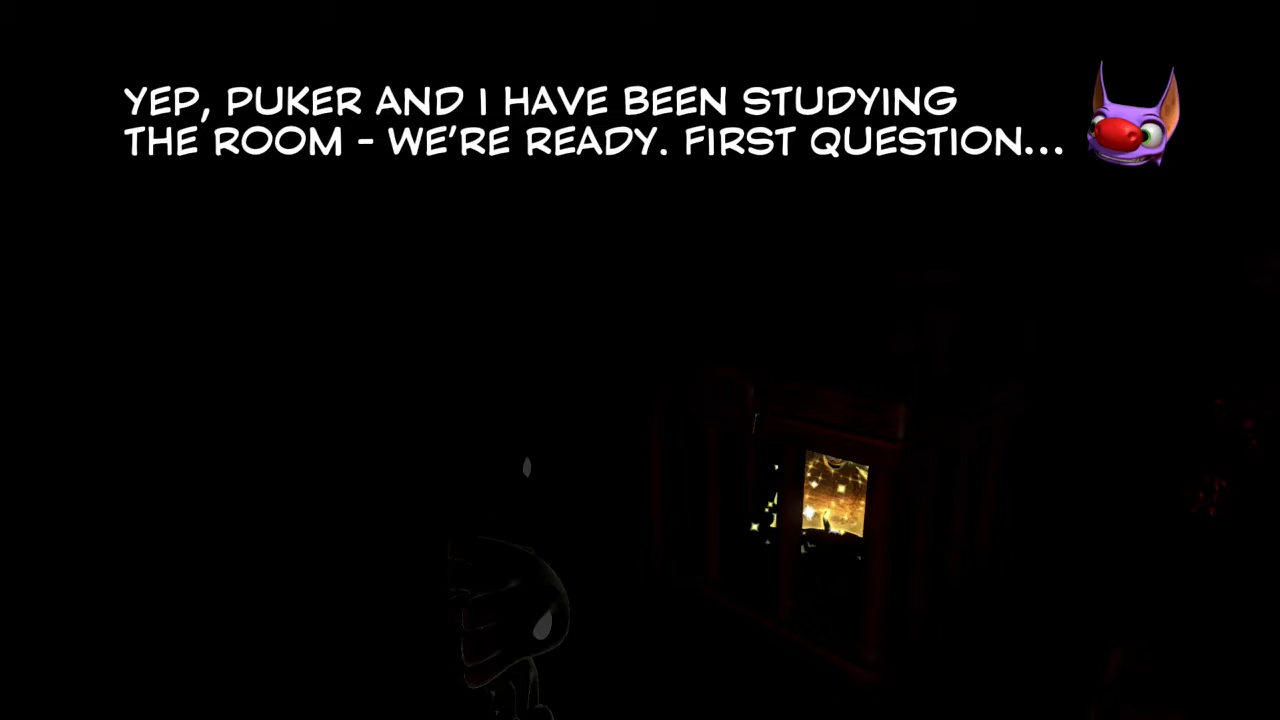 YEP, PUKER AND I HAVE BEEN STUDYING
THE ROOM - WE'RE READY. FIRST QUESTION...